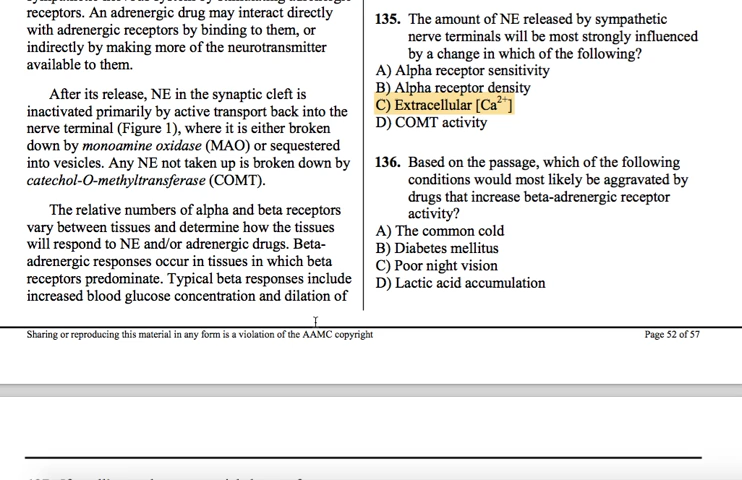 receptors. An adrenergic drug may interact directly
with adrenergic receptors by binding to them, or
indirectly by making more of the neurotransmitter
available to them.
After its release, NE in the synaptic cleft is
inactivated primarily by active transport back into the
nerve terminal (Figure 1), where it is either broken
down by monoamine oxidase (MAO) or sequestered
into vesicles. Any NE not taken up is broken down by
catechol-O-methyltransferase (COMT).
The relative numbers of alpha and beta receptors
vary between tissues and determine how the tissues
will respond to NE and/or adrenergic drugs. Beta-
adrenergic responses occur in tissues in which beta
receptors predominate. Typical beta responses include
increased blood glucose concentration and dilation of
135. The amount of NE released by sympathetic
nerve terminals will be most strongly influenced
by a change in which of the following?
A) Alpha receptor sensitivity
B) Alpha receptor density
C) Extracellular [Ca²⁺]
D) COMT activity
136. Based on the passage, which of the following
conditions would most likely be aggravated by
drugs that increase beta-adrenergic receptor
activity?
A) The common cold
B) Diabetes mellitus
C) Poor night vision
D) Lactic acid accumulation
Sharing or reproducing this material in any form is a violation of the AAMC copyright
Page 52 of 57